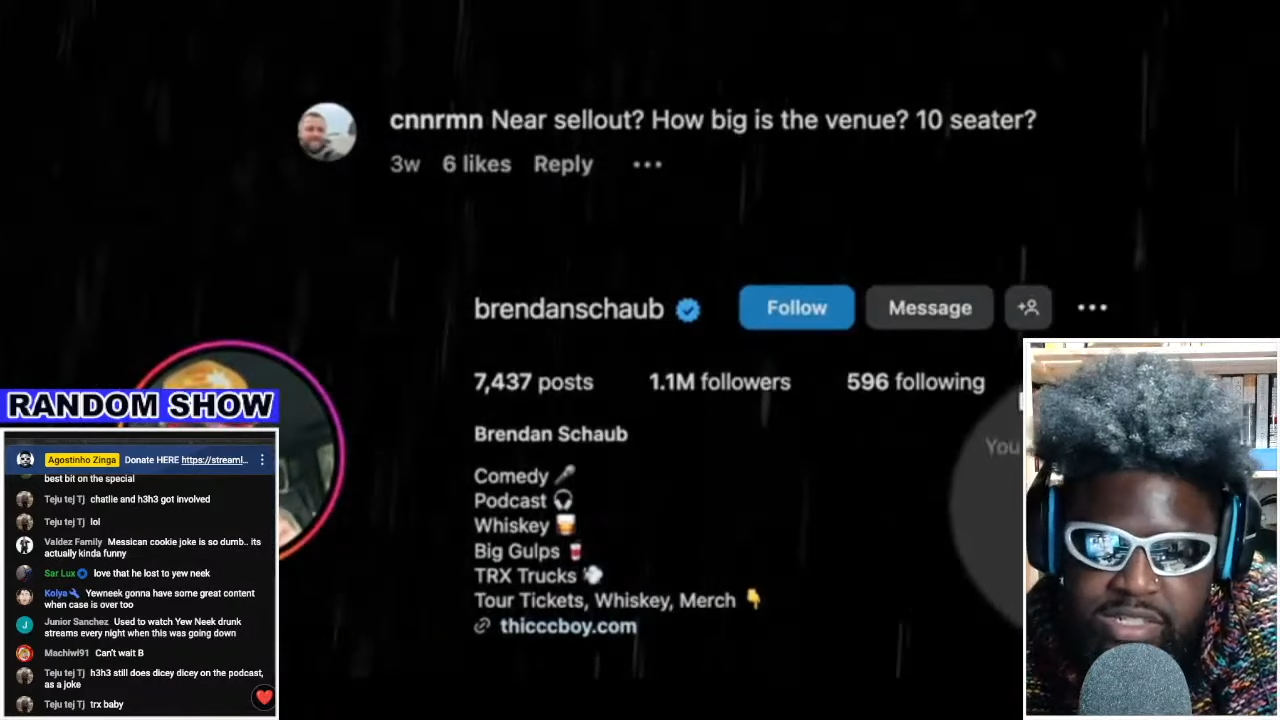 cnnrmn Near sellout? How big is the venue? 10 seater?
3w 6 likes Reply •••
brendanschaub Follow Message •••
7,437 posts 1.1M followers 596 following
Brendan Schaub
You
Comedy 🎤
Podcast 🎧
Whiskey 🥃
Big Gulps 🥤
TRX Trucks 💨
Tour Tickets, Whiskey, Merch 👇
thicccboy.com
RANDOM SHOW
Agostinho Zinga Donate HERE https://streaml...
best bit on the special
Teju tej Tj chatlie and h3h3 got involved
Teju tej Tj lol
Valdez Family Messican cookie joke is so dumb.. its
actually kinda funny
Sar Lux love that he lost to yew neek
Kolya Yewneek gonna have some great content
when case is over too
Junior Sanchez Used to watch Yew Neek drunk
streams every night when this was going down
Machiwi91 Can't wait B
Teju tej Tj h3h3 still does dicey dicey on the podcast,
as a joke
Teju tej Tj trx baby